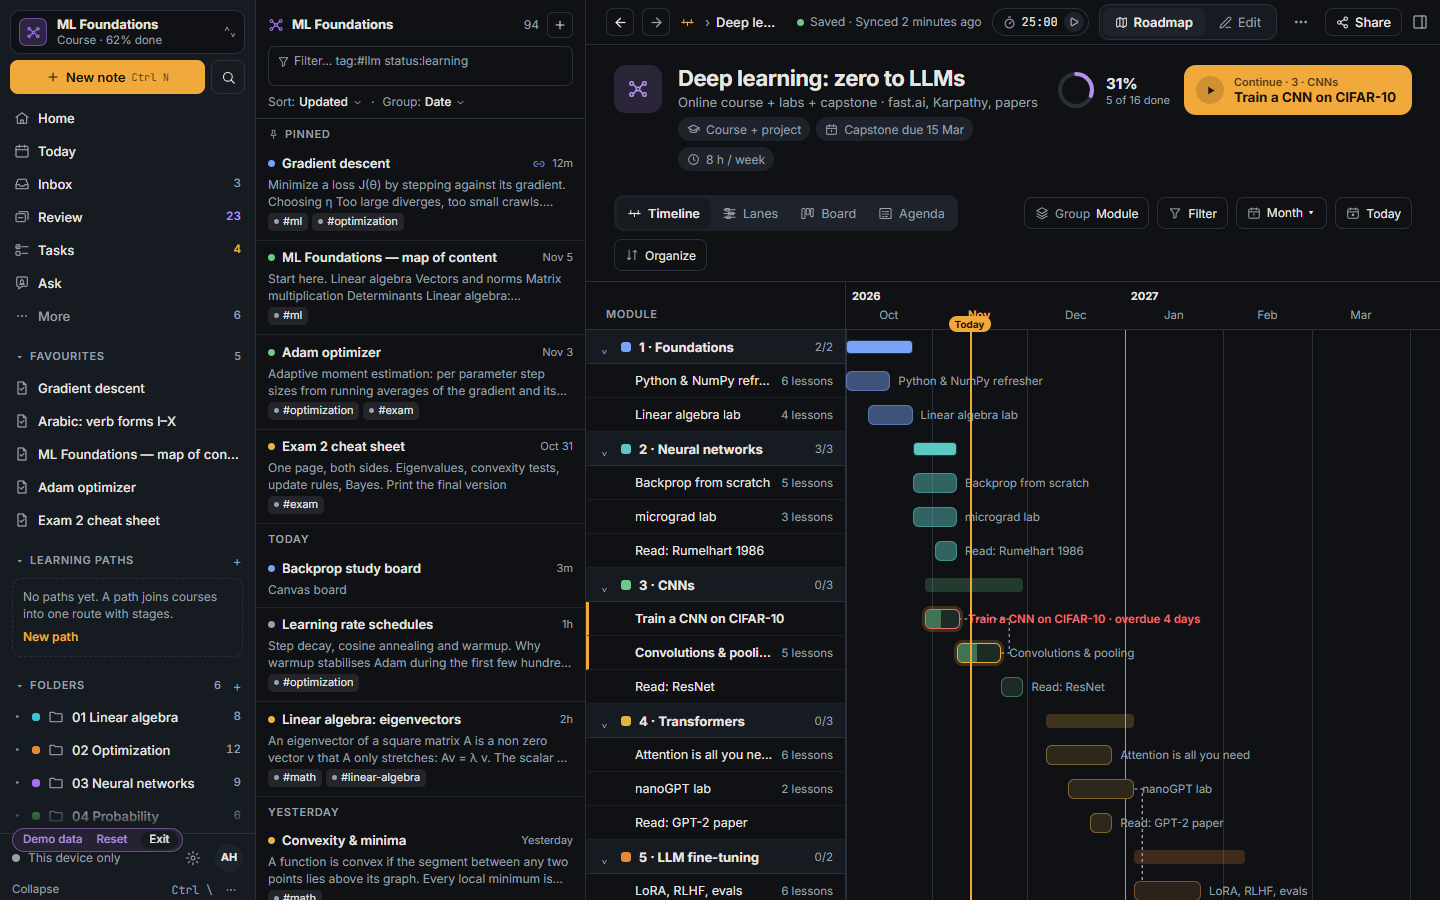 ML Foundations
Course · 62% done
New note Ctrl N
Home
Today
Inbox 3
Review 23
Tasks 4
Ask
More 6
FAVOURITES 5
Gradient descent
Arabic: verb forms I–X
ML Foundations — map of con...
Adam optimizer
Exam 2 cheat sheet
LEARNING PATHS +
No paths yet. A path joins courses
into one route with stages.
New path
FOLDERS 6 +
01 Linear algebra 8
02 Optimization 12
03 Neural networks 9
04 Probability 6
Demo data Reset Exit
This device only AH
Collapse Ctrl \ ...
ML Foundations 94 +
Filter... tag:#llm status:learning
Sort: Updated · Group: Date
PINNED
Gradient descent 12m
Minimize a loss J(θ) by stepping against its gradient.
Choosing η Too large diverges, too small crawls....
#ml #optimization
ML Foundations — map of content Nov 5
Start here. Linear algebra Vectors and norms Matrix
multiplication Determinants Linear algebra:...
#ml
Adam optimizer Nov 3
Adaptive moment estimation: per parameter step
sizes from running averages of the gradient and its...
#optimization #exam
Exam 2 cheat sheet Oct 31
One page, both sides. Eigenvalues, convexity tests,
update rules, Bayes. Print the final version
#exam
TODAY
Backprop study board 3m
Canvas board
Learning rate schedules 1h
Step decay, cosine annealing and warmup. Why
warmup stabilises Adam during the first few hundre...
#optimization
Linear algebra: eigenvectors 2h
An eigenvector of a square matrix A is a non zero
vector v that A only stretches: Av = λ v. The scalar ...
#math #linear-algebra
YESTERDAY
Convexity & minima Yesterday
A function is convex if the segment between any two
points lies above its graph. Every local minimum is...
#math
› Deep le... Saved · Synced 2 minutes ago 25:00 Roadmap Edit ... Share
Deep learning: zero to LLMs
Online course + labs + capstone · fast.ai, Karpathy, papers
Course + project Capstone due 15 Mar
8 h / week
31%
5 of 16 done
Continue · 3 · CNNs
Train a CNN on CIFAR-10
Timeline Lanes Board Agenda
Group Module Filter Month Today
Organize
MODULE
2026 2027
Oct Nov Dec Jan Feb Mar
Today
1 · Foundations 2/2
Python & NumPy refr... 6 lessons Python & NumPy refresher
Linear algebra lab 4 lessons Linear algebra lab
2 · Neural networks 3/3
Backprop from scratch 5 lessons Backprop from scratch
micrograd lab 3 lessons micrograd lab
Read: Rumelhart 1986 Read: Rumelhart 1986
3 · CNNs 0/3
Train a CNN on CIFAR-10 Train a CNN on CIFAR-10 · overdue 4 days
Convolutions & pooli... 5 lessons Convolutions & pooling
Read: ResNet Read: ResNet
4 · Transformers 0/3
Attention is all you ne... 6 lessons Attention is all you need
nanoGPT lab 2 lessons nanoGPT lab
Read: GPT-2 paper Read: GPT-2 paper
5 · LLM fine-tuning 0/2
LoRA, RLHF, evals 6 lessons LoRA, RLHF, evals